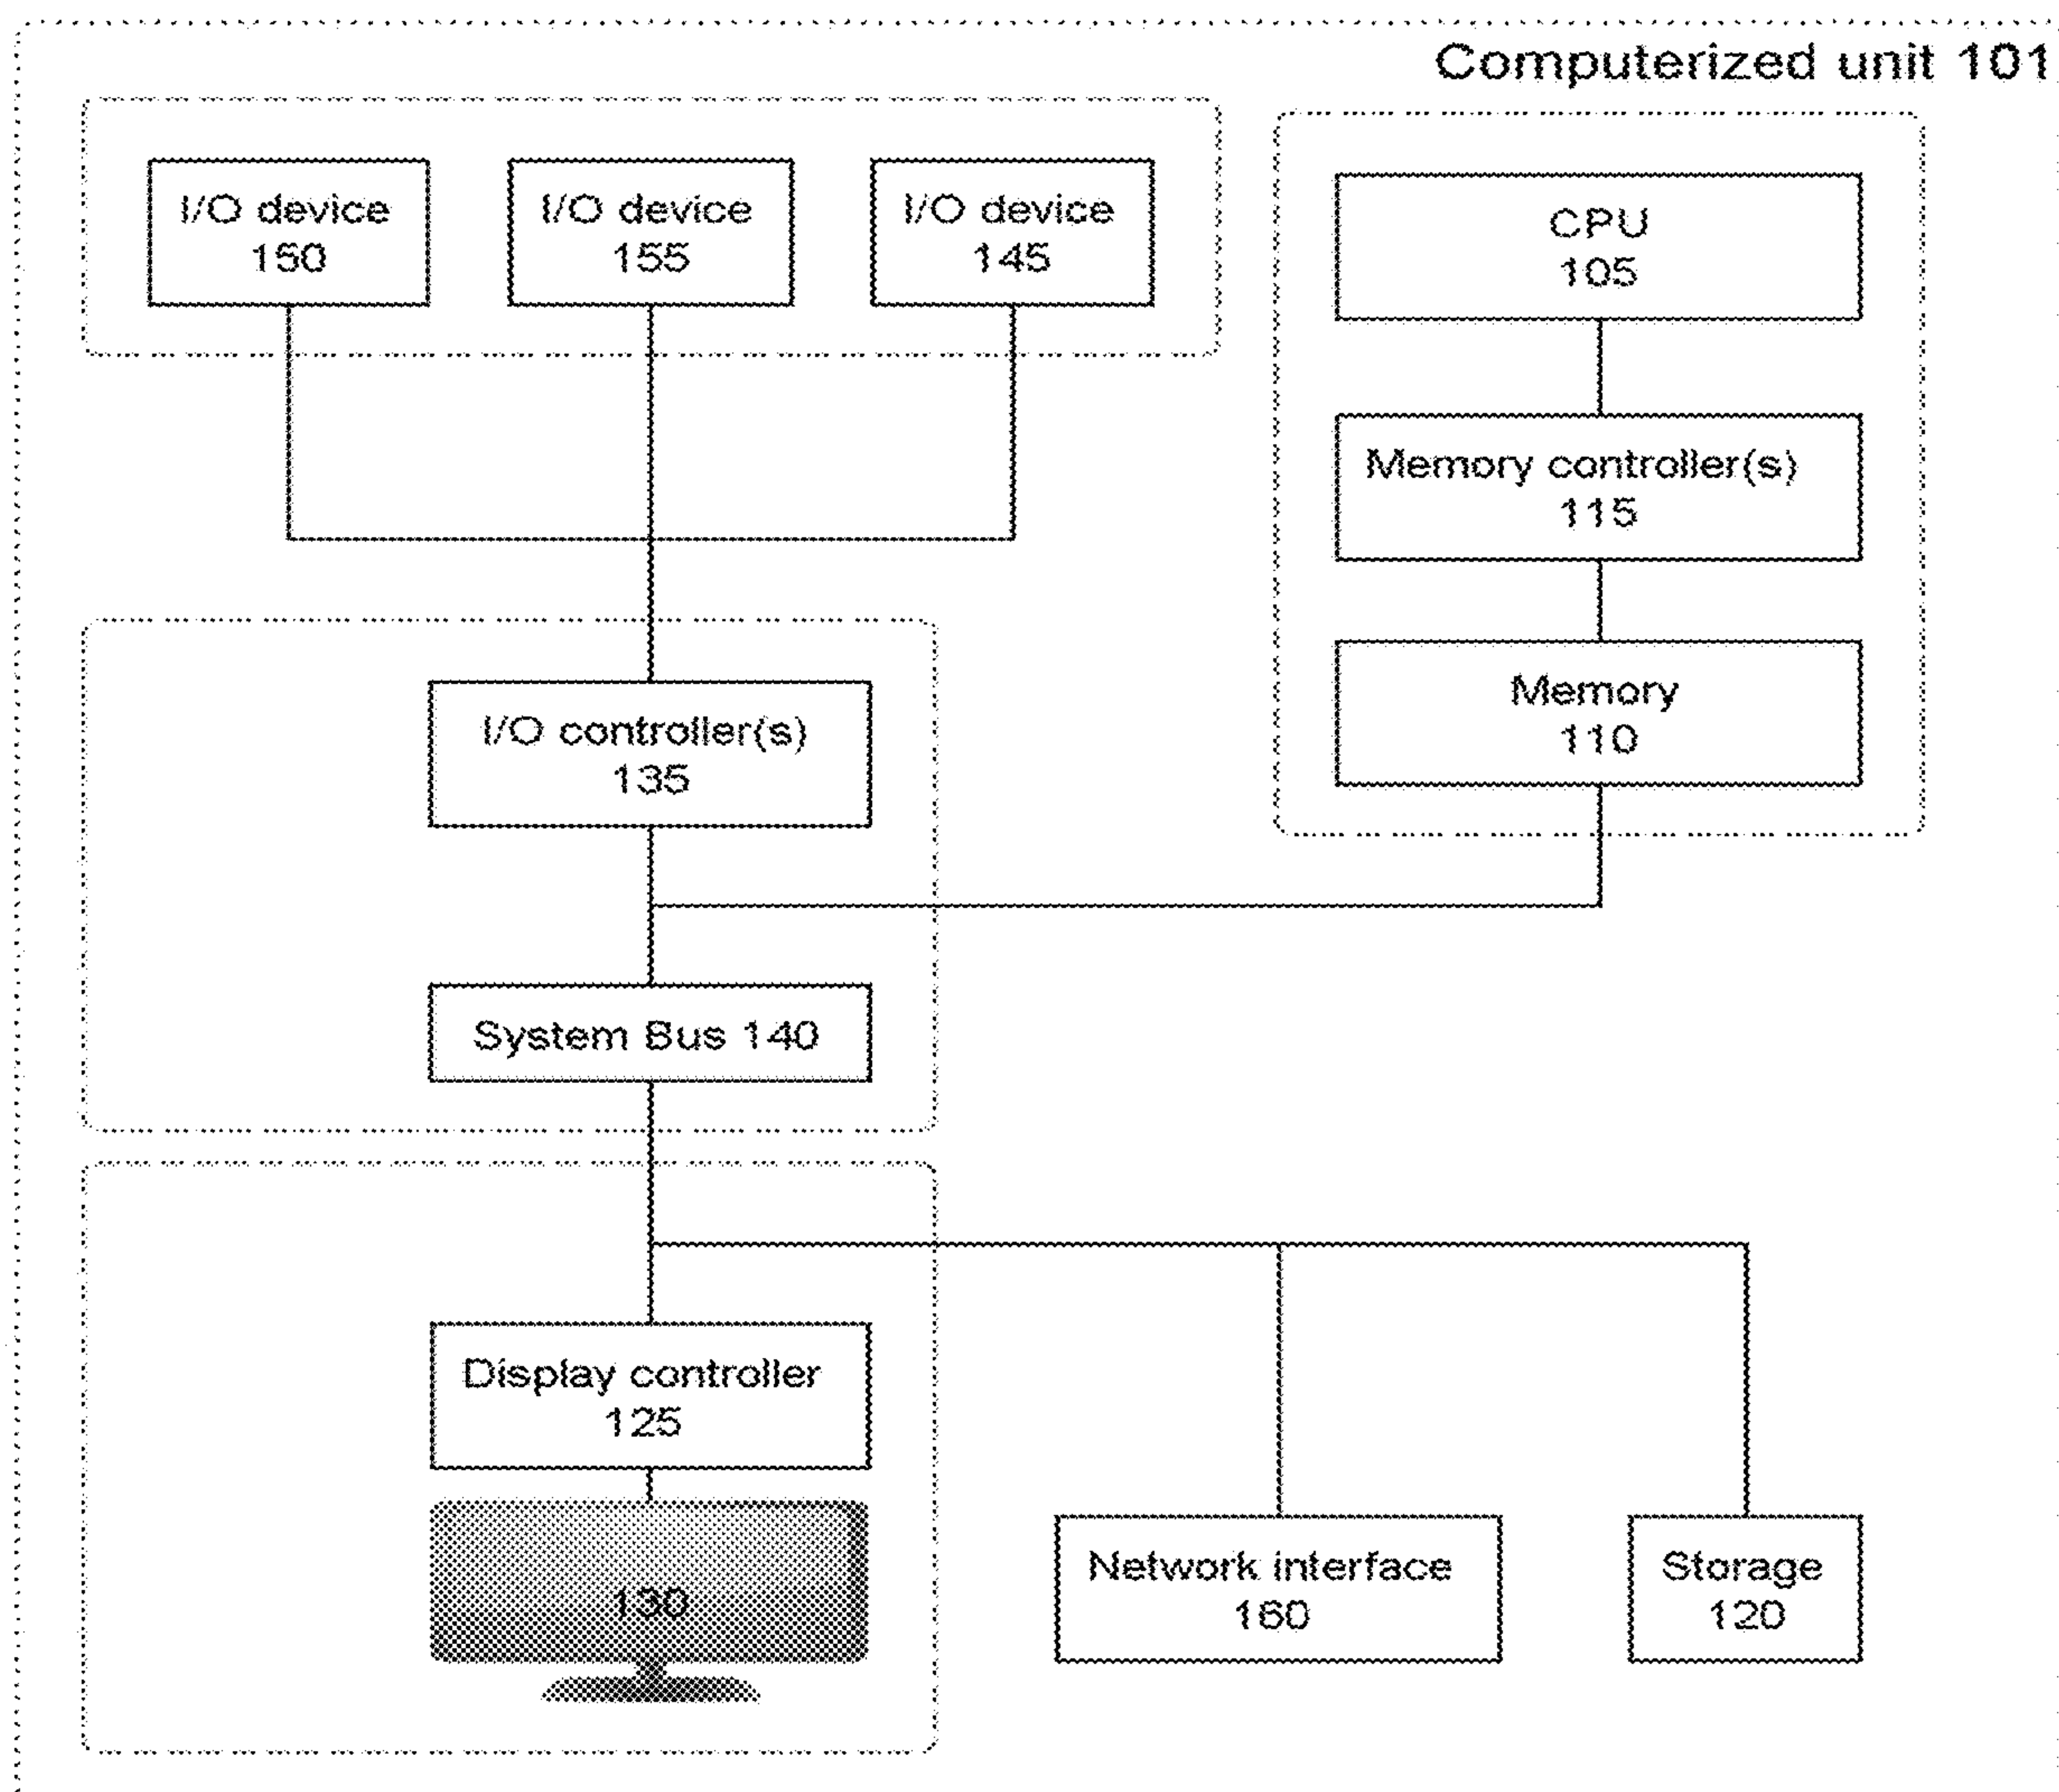 Computerized unit 101
I/O device
150
I/O device
155
I/O device
145
CPU
105
Memory controller(s)
115
Memory
110
I/O controller(s)
135
System Bus 140
Display controller
125
130
Network interface
160
Storage
120